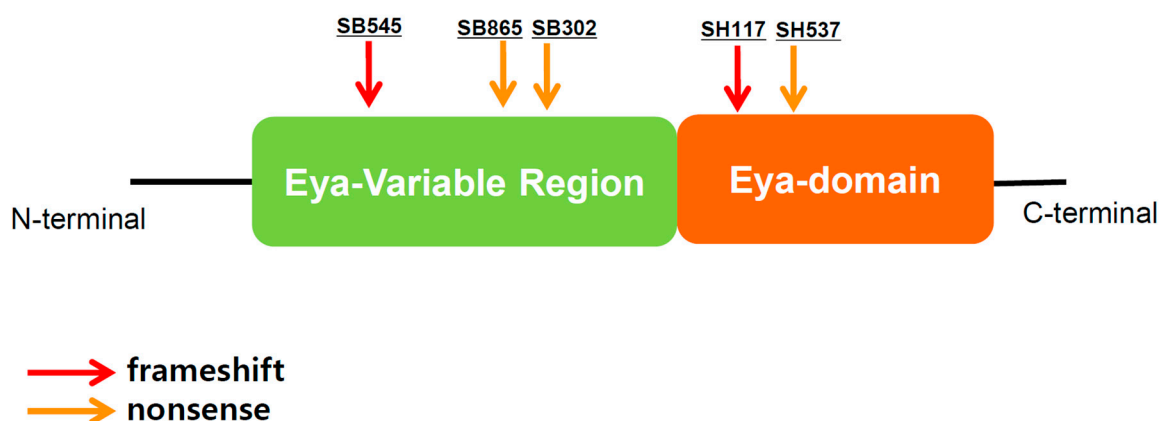 SB545 SB865 SB302 SH117 SH537
Eya-Variable Region Eya-domain
N-terminal C-terminal
frameshift
nonsense